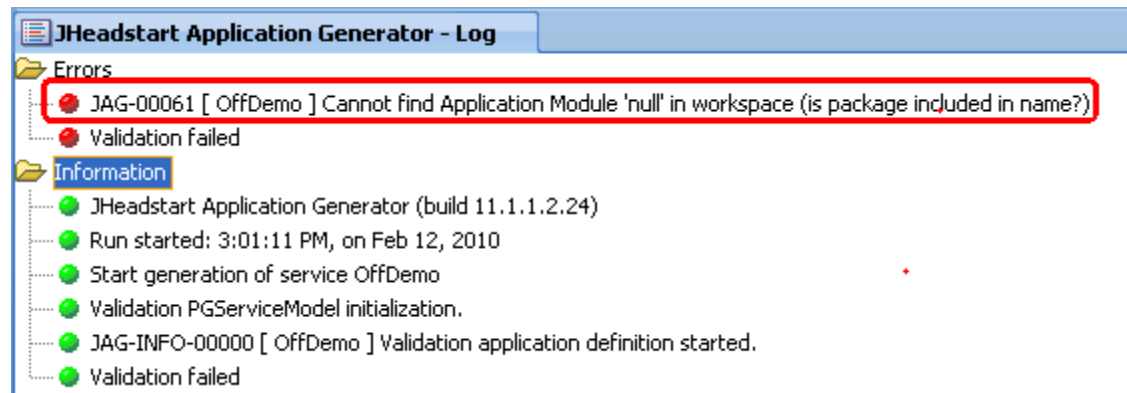 JHeadstart Application Generator - Log
Errors
JAG-00061 [ OffDemo ] Cannot find Application Module 'null' in workspace (is package included in name?)
Validation failed
Information
JHeadstart Application Generator (build 11.1.1.2.24)
Run started: 3:01:11 PM, on Feb 12, 2010
Start generation of service OffDemo
Validation PGServiceModel initialization.
JAG-INFO-00000 [ OffDemo ] Validation application definition started.
Validation failed